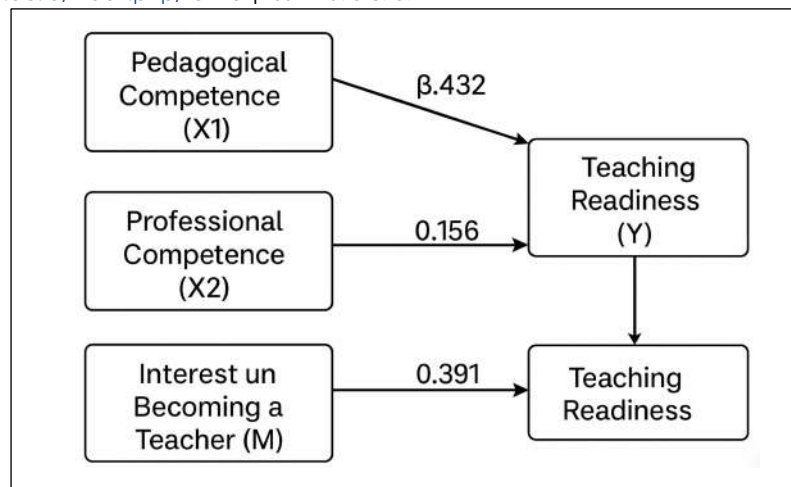 Pedagogical
Competence
(X1)
β.432
Teaching
Readiness
(Y)
Professional
Competence
(X2)
0.156
Interest un
Becoming a
Teacher (M)
0.391
Teaching
Readiness